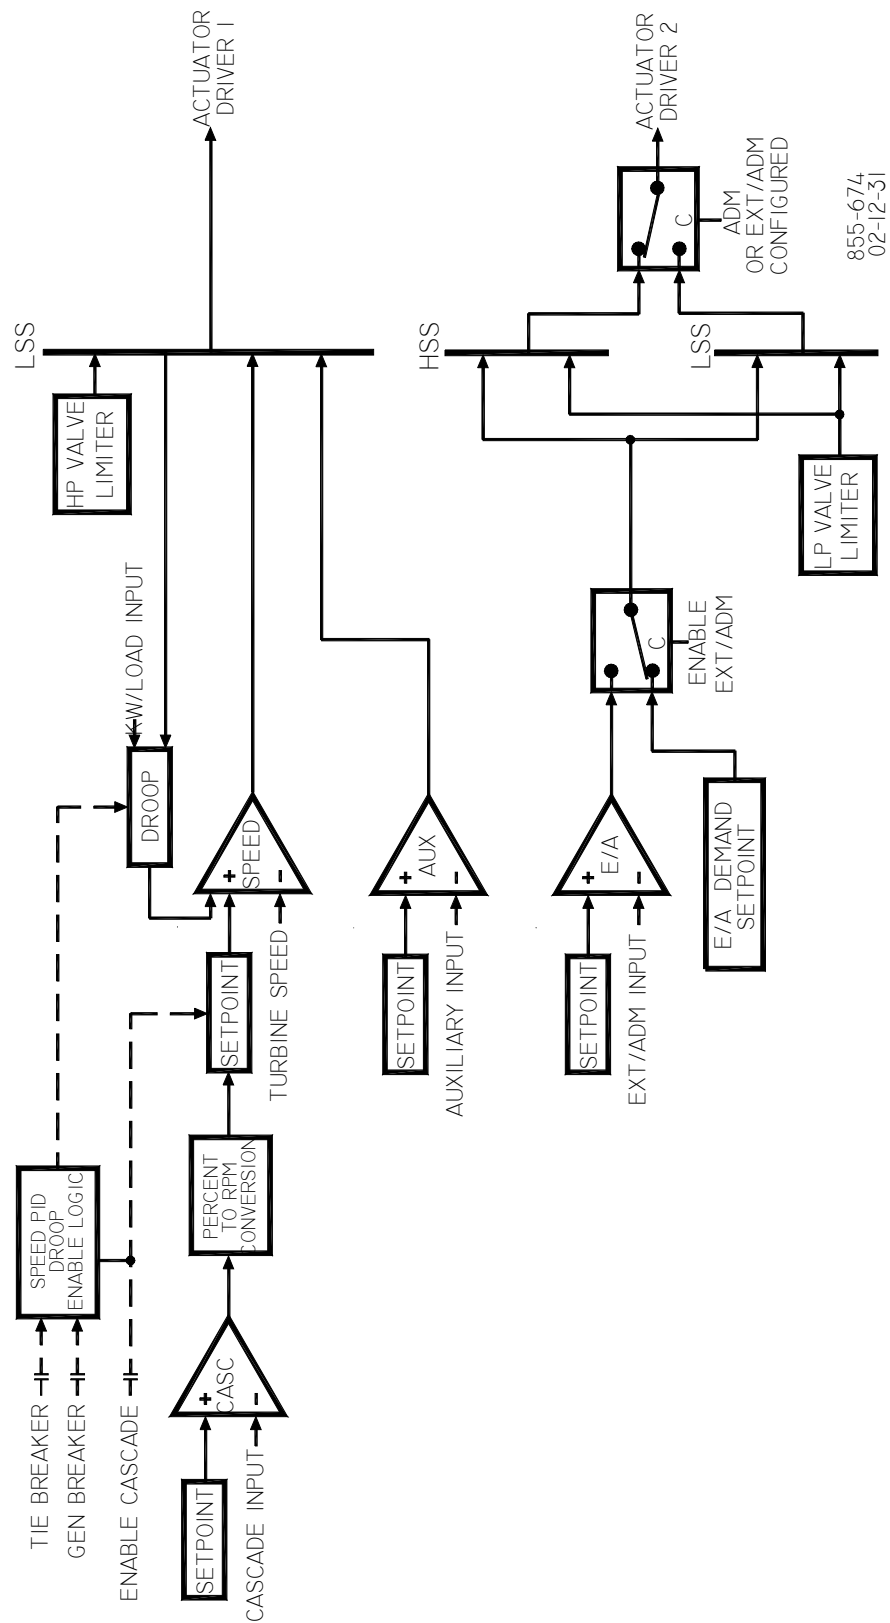 TIE BREAKER
GEN BREAKER
ENABLE CASCADE
SPEED PID
DROOP
ENABLE LOGIC
SETPOINT
CASCADE INPUT
+
CASC
-
PERCENT
TO RPM
CONVERSION
SETPOINT
TURBINE SPEED
DROOP
KW/LOAD INPUT
+
SPEED
-
HP VALVE
LIMITER
LSS
ACTUATOR
DRIVER 1
SETPOINT
AUXILIARY INPUT
+
AUX
-
SETPOINT
EXT/ADM INPUT
+
E/A
-
E/A DEMAND
SETPOINT
C
ENABLE
EXT/ADM
LP VALVE
LIMITER
HSS
LSS
C
ADM
OR EXT/ADM
CONFIGURED
ACTUATOR
DRIVER 2
855-674
02-12-31